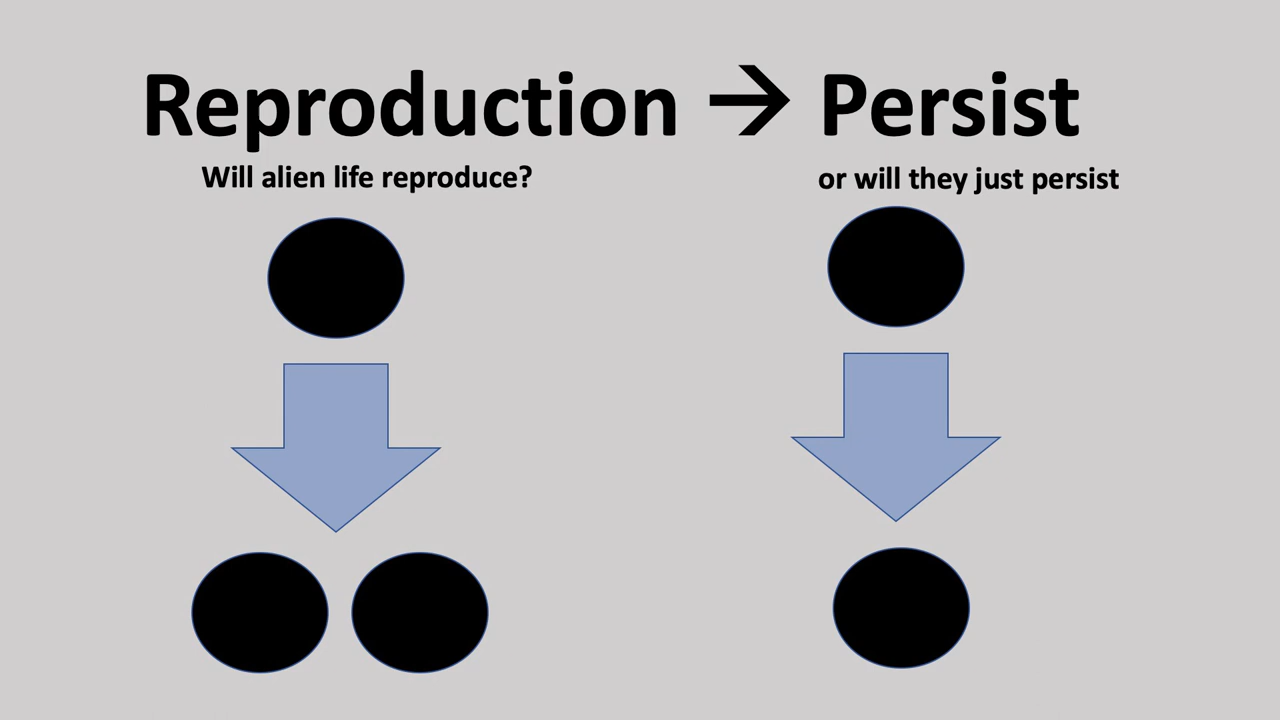 Reproduction → Persist
Will alien life reproduce?
or will they just persist